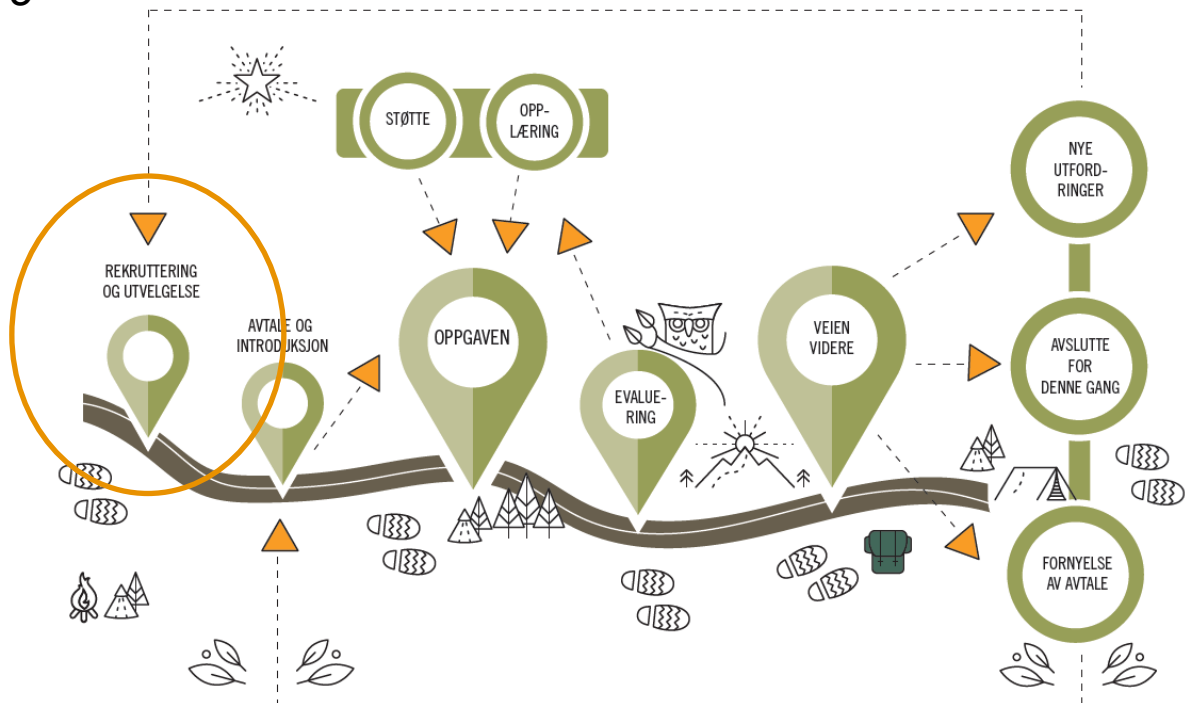 STØTTE
OPP-
LÆRING
NYE
UTFORD-
RINGER
REKRUTTERING
OG UTVELGELSE
AVTALE OG
INTRODUKSJON
OPPGAVEN
EVALUE-
RING
VEIEN
VIDERE
AVSLUTTE
FOR
DENNE GANG
FORNYELSE
AV AVTALE